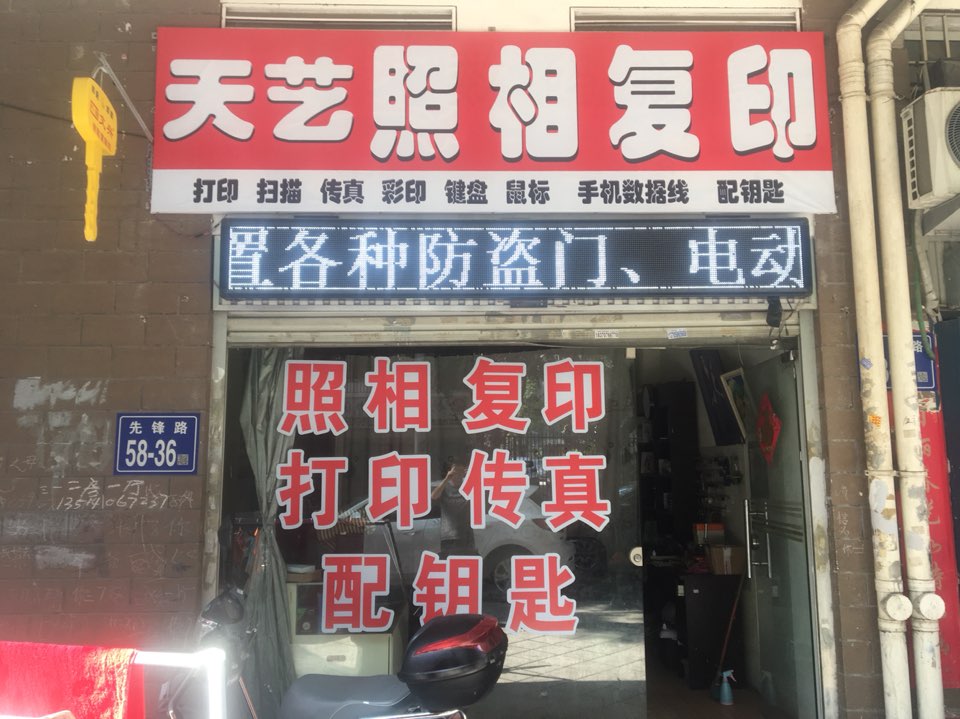 天艺照相复印
打印 扫描 传真 彩印 键盘 鼠标 手机数据线 配钥匙
置各种防盗门、电动
照相 复印
打印 传真
配钥匙
先锋路
58-36